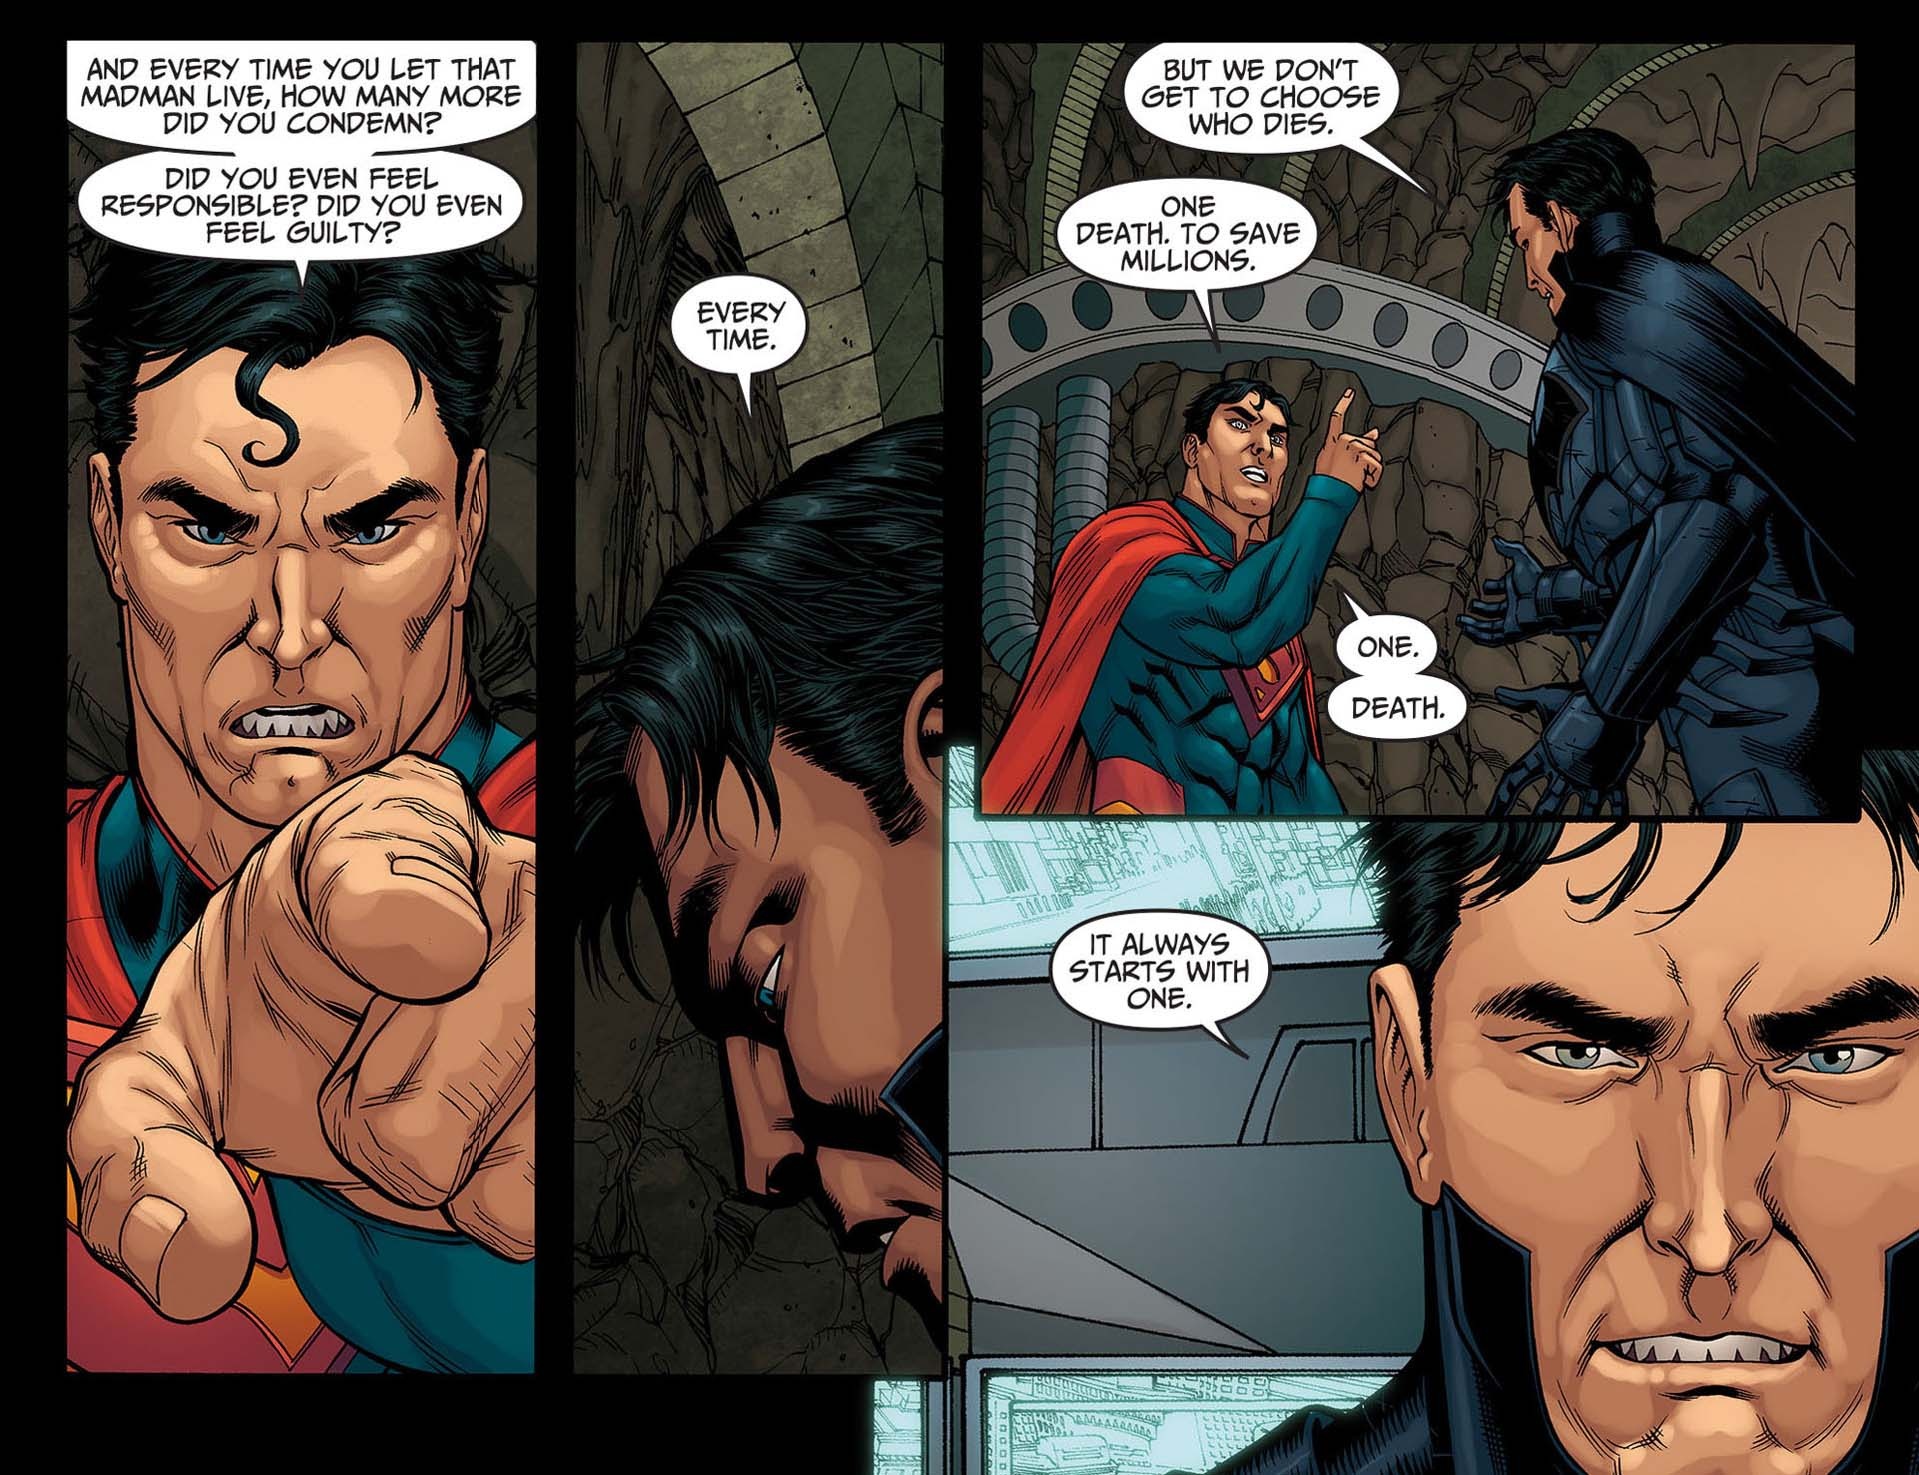 AND EVERY TIME YOU LET THAT
MADMAN LIVE, HOW MANY MORE
DID YOU CONDEMN?
DID YOU EVEN FEEL
RESPONSIBLE? DID YOU EVEN
FEEL GUILTY?
EVERY
TIME.
BUT WE DON'T
GET TO CHOOSE
WHO DIES.
ONE
DEATH. TO SAVE
MILLIONS.
ONE.
DEATH.
IT ALWAYS
STARTS WITH
ONE.